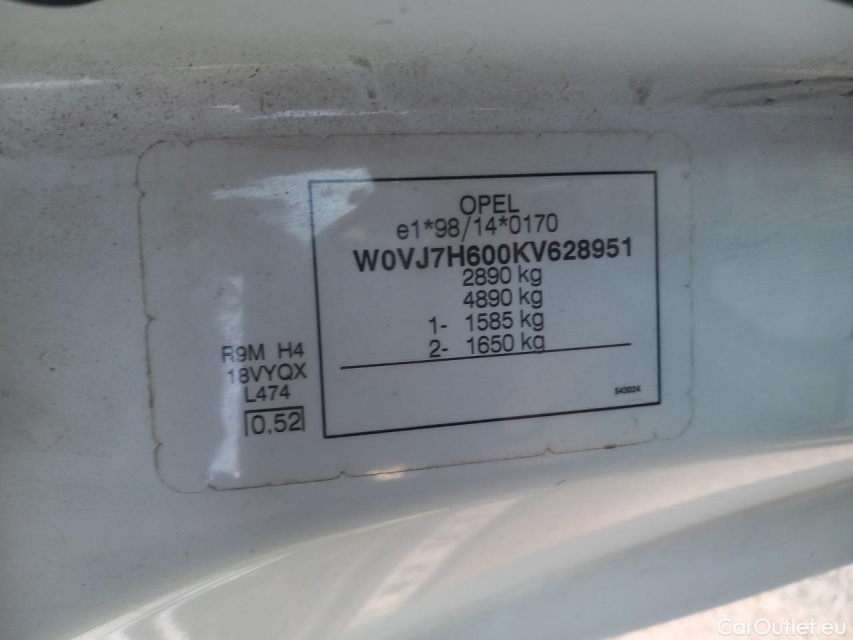 OPEL
e1*98/14*0170
W0VJ7H600KV628951
2890 kg
4890 kg
1- 1585 kg
2- 1650 kg
R9M H4
18VYQX
L474
0.52
543024
CarOutlet.eu